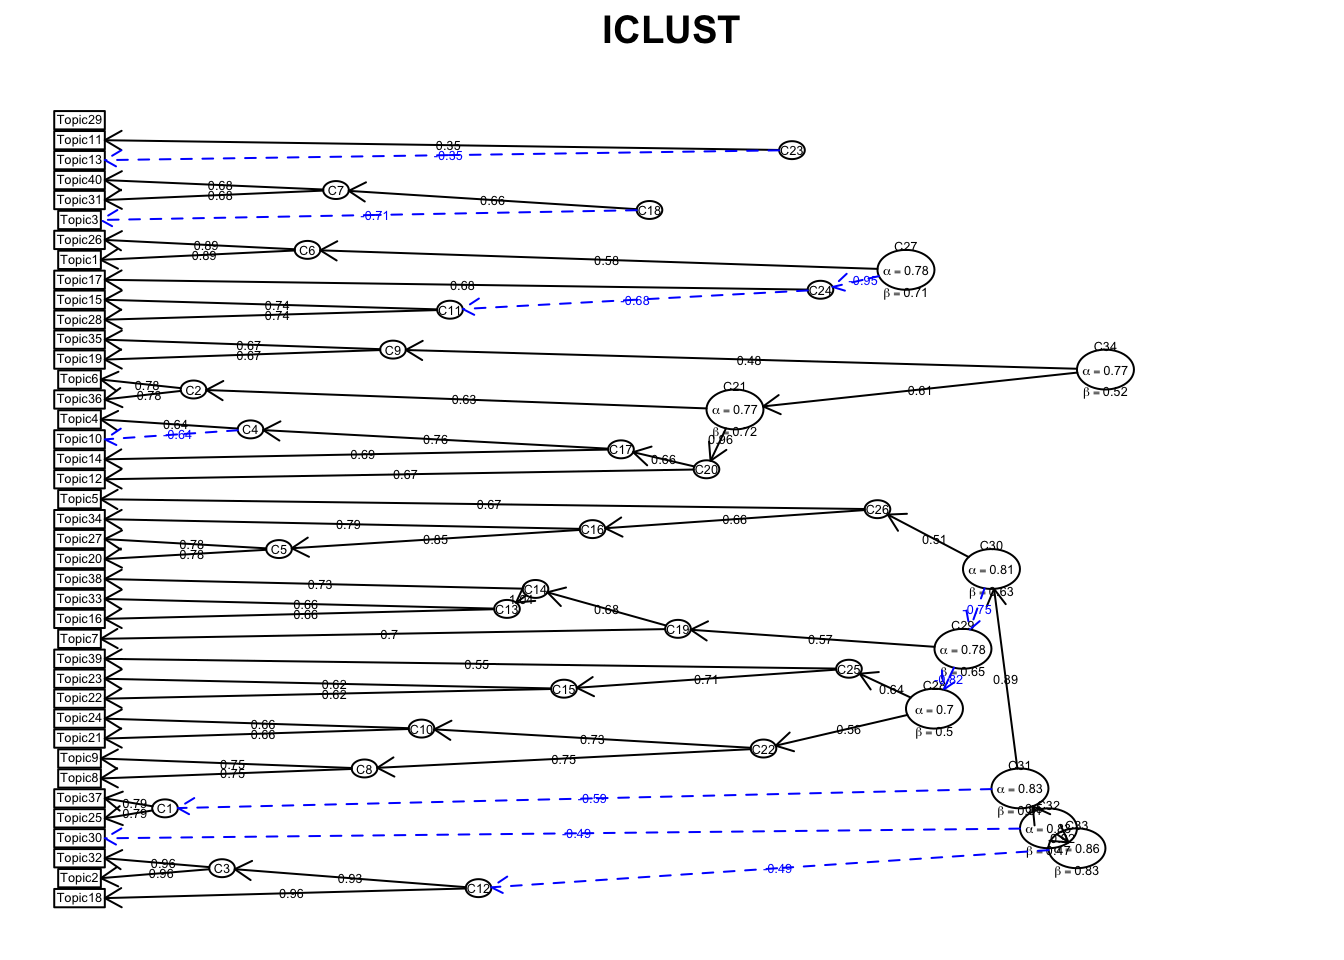 ICLUST
Topic29
Topic11
0.35
C23
Topic13
-0.35
Topic40
0.68
C7
Topic31
0.68
0.66
C18
Topic3
-0.71
Topic26
0.89
C6
C27
Topic1
0.89
0.58
α = 0.78
Topic17
0.68
C24
-0.95
β = 0.71
Topic15
0.74
C11
-0.68
Topic28
0.74
Topic35
0.67
C9
C34
Topic19
0.67
0.48
α = 0.77
Topic6
0.78
C2
C21
0.61
β = 0.52
Topic36
0.78
0.63
α = 0.77
Topic4
0.64
C4
β = 0.72
Topic10
-0.64
0.76
C17
0.96
Topic14
0.69
0.66
C20
Topic12
0.67
Topic5
0.67
C26
Topic34
0.79
C16
0.66
Topic27
0.78
C5
0.85
0.51
C30
Topic20
0.78
α = 0.81
Topic38
0.73
C14
β = 0.63
Topic33
0.66
C13
0.68
-0.75
Topic16
0.66
C19
C29
Topic7
0.7
0.57
α = 0.78
Topic39
0.55
C25
β = 0.65
Topic23
0.62
C15
0.71
0.64
-0.82
C28
Topic22
0.62
α = 0.7
0.89
Topic24
0.66
C10
0.56
β = 0.5
Topic21
0.66
0.73
C22
Topic9
0.75
C8
0.75
C31
Topic8
0.75
α = 0.83
Topic37
0.79
C1
-0.59
C32
Topic25
0.79
C33
Topic30
-0.49
α = 0.86
Topic32
0.96
C3
-0.49
β = 0.83
Topic2
0.96
0.93
C12
Topic18
0.96